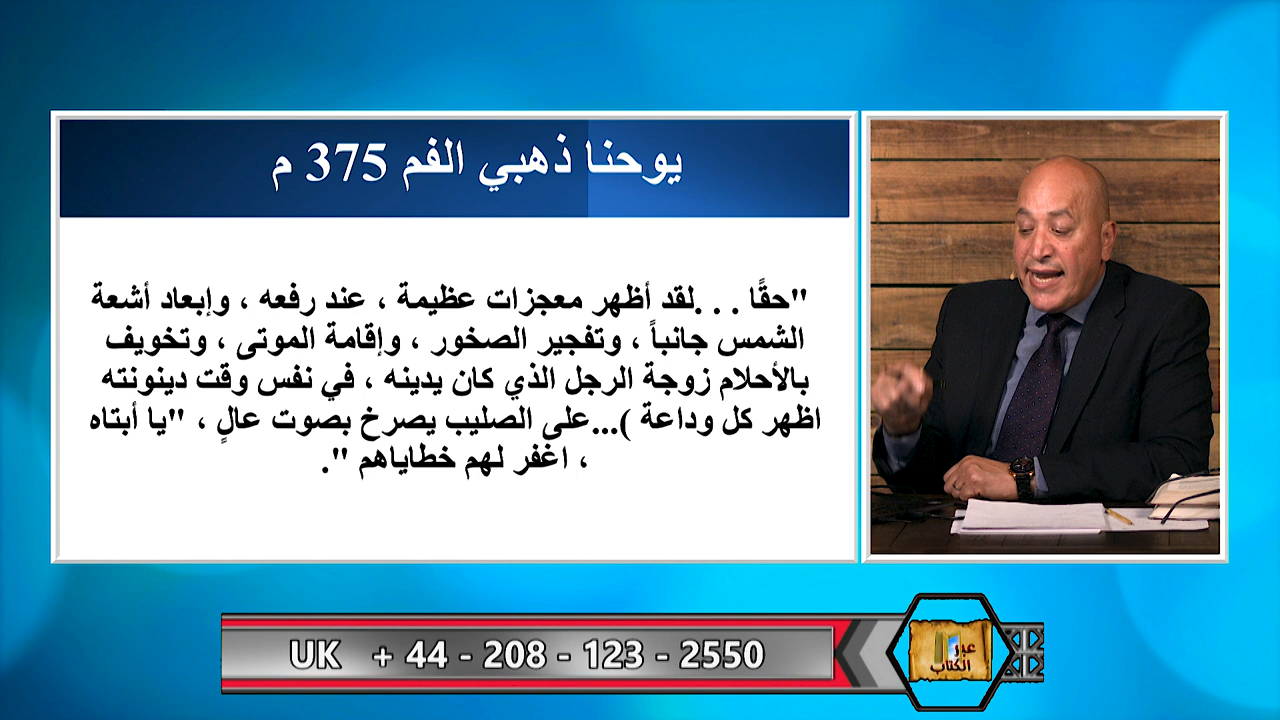 يوحنا ذهبي الفم 375 م
"حقًا . . .لقد أظهر معجزات عظيمة ، عند رفعه ، وإبعاد أشعة
الشمس جانباً ، وتفجير الصخور ، وإقامة الموتى ، وتخويف
بالأحلام زوجة الرجل الذي كان يدينه ، في نفس وقت دينونته
اظهر كل وداعة )...على الصليب يصرخ بصوت عالٍ ، "يا أبتاه
، اغفر لهم خطاياهم ".
UK + 44 - 208 - 123 - 2550
عبر
الكتاب